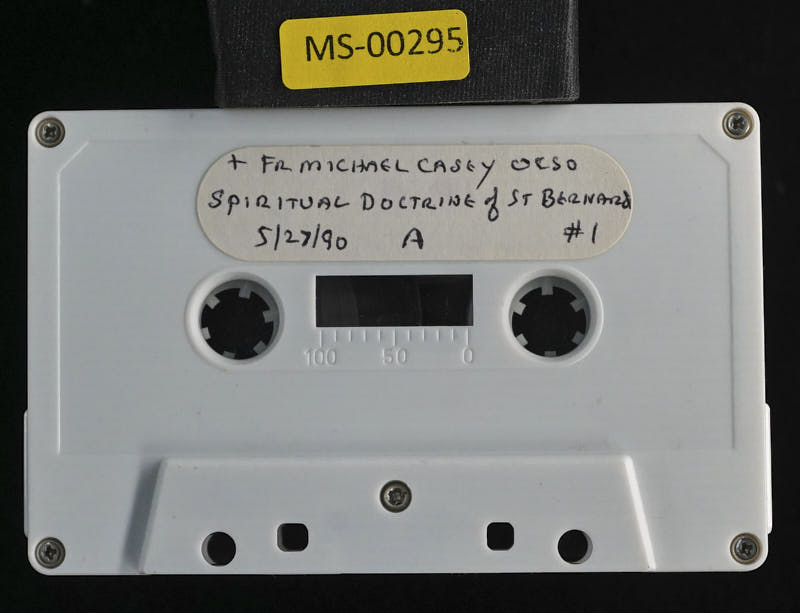 MS-00295
+ FR MICHAEL CASEY OCSO
SPIRITUAL DOCTRINE of ST BERNARD
5/27/90 A #1
100 50 0